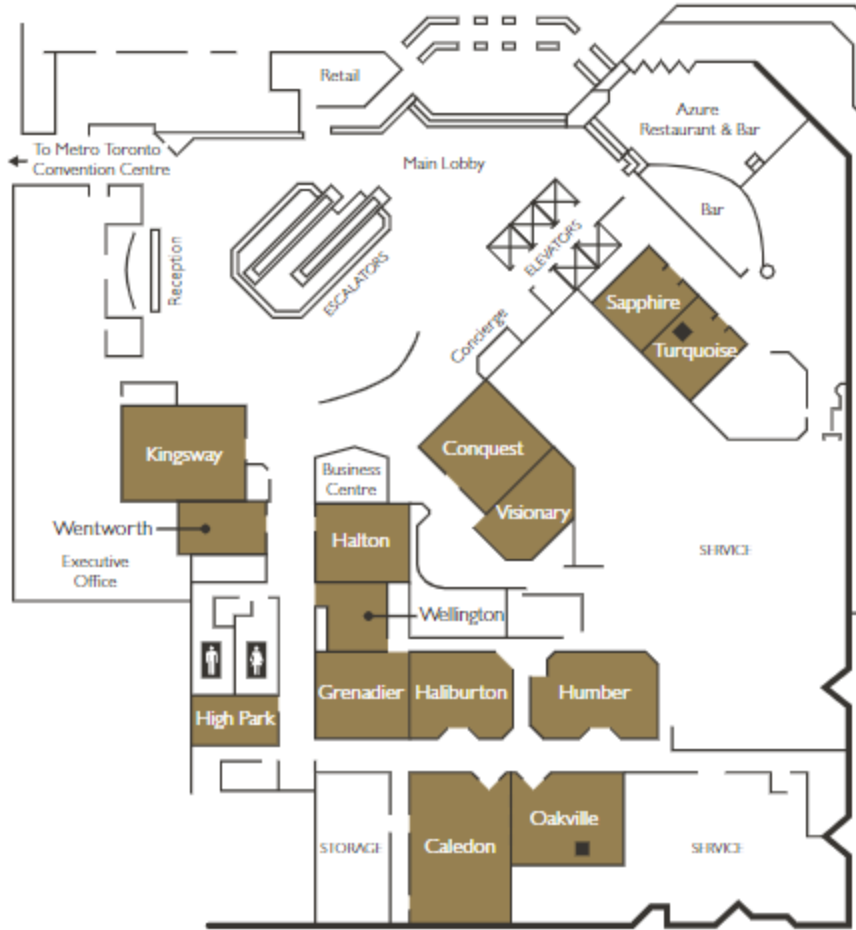 Retail
Azure
Restaurant & Bar
To Metro Toronto
Convention Centre
Main Lobby
Bar
Reception
ESCALATORS
ELEVATORS
Sapphire
Concierge
Turquoise
Kingsway
Conquest
Business
Centre
Visionary
Wentworth
Halton
SERVICE
Executive
Office
Wellington
Grenadier
Haliburton
Humber
High Park
Oakville
STORAGE
Caledon
SERVICE